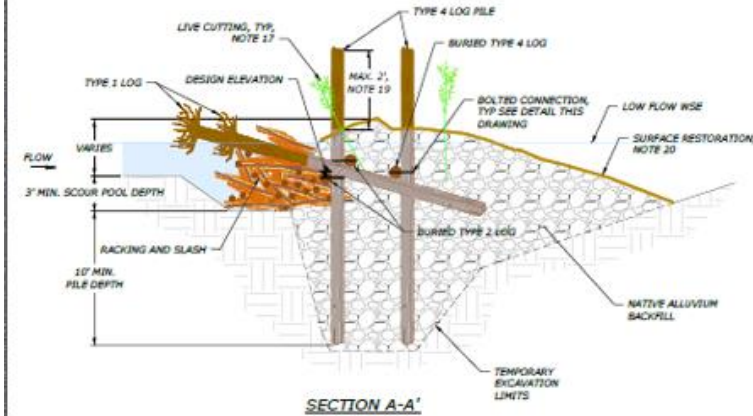 TYPE 4 LOG PILE
LIVE CUTTING, TYP,
NOTE 17
BURIED TYPE 4 LOG
DESIGN ELEVATION
MAX. 2',
NOTE 19
TYPE 1 LOG
BOLTED CONNECTION,
TYP SEE DETAIL THIS
DRAWING
LOW FLOW WSE
VARIES
SURFACE RESTORATION,
NOTE 20
FLOW
3' MIN. SCOUR POOL DEPTH
RACKING AND SLASH
BURIED TYPE 2 LOG
10' MIN.
PILE DEPTH
NATIVE ALLUVIUM
BACKFILL
TEMPORARY
EXCAVATION
LIMITS
SECTION A-A'